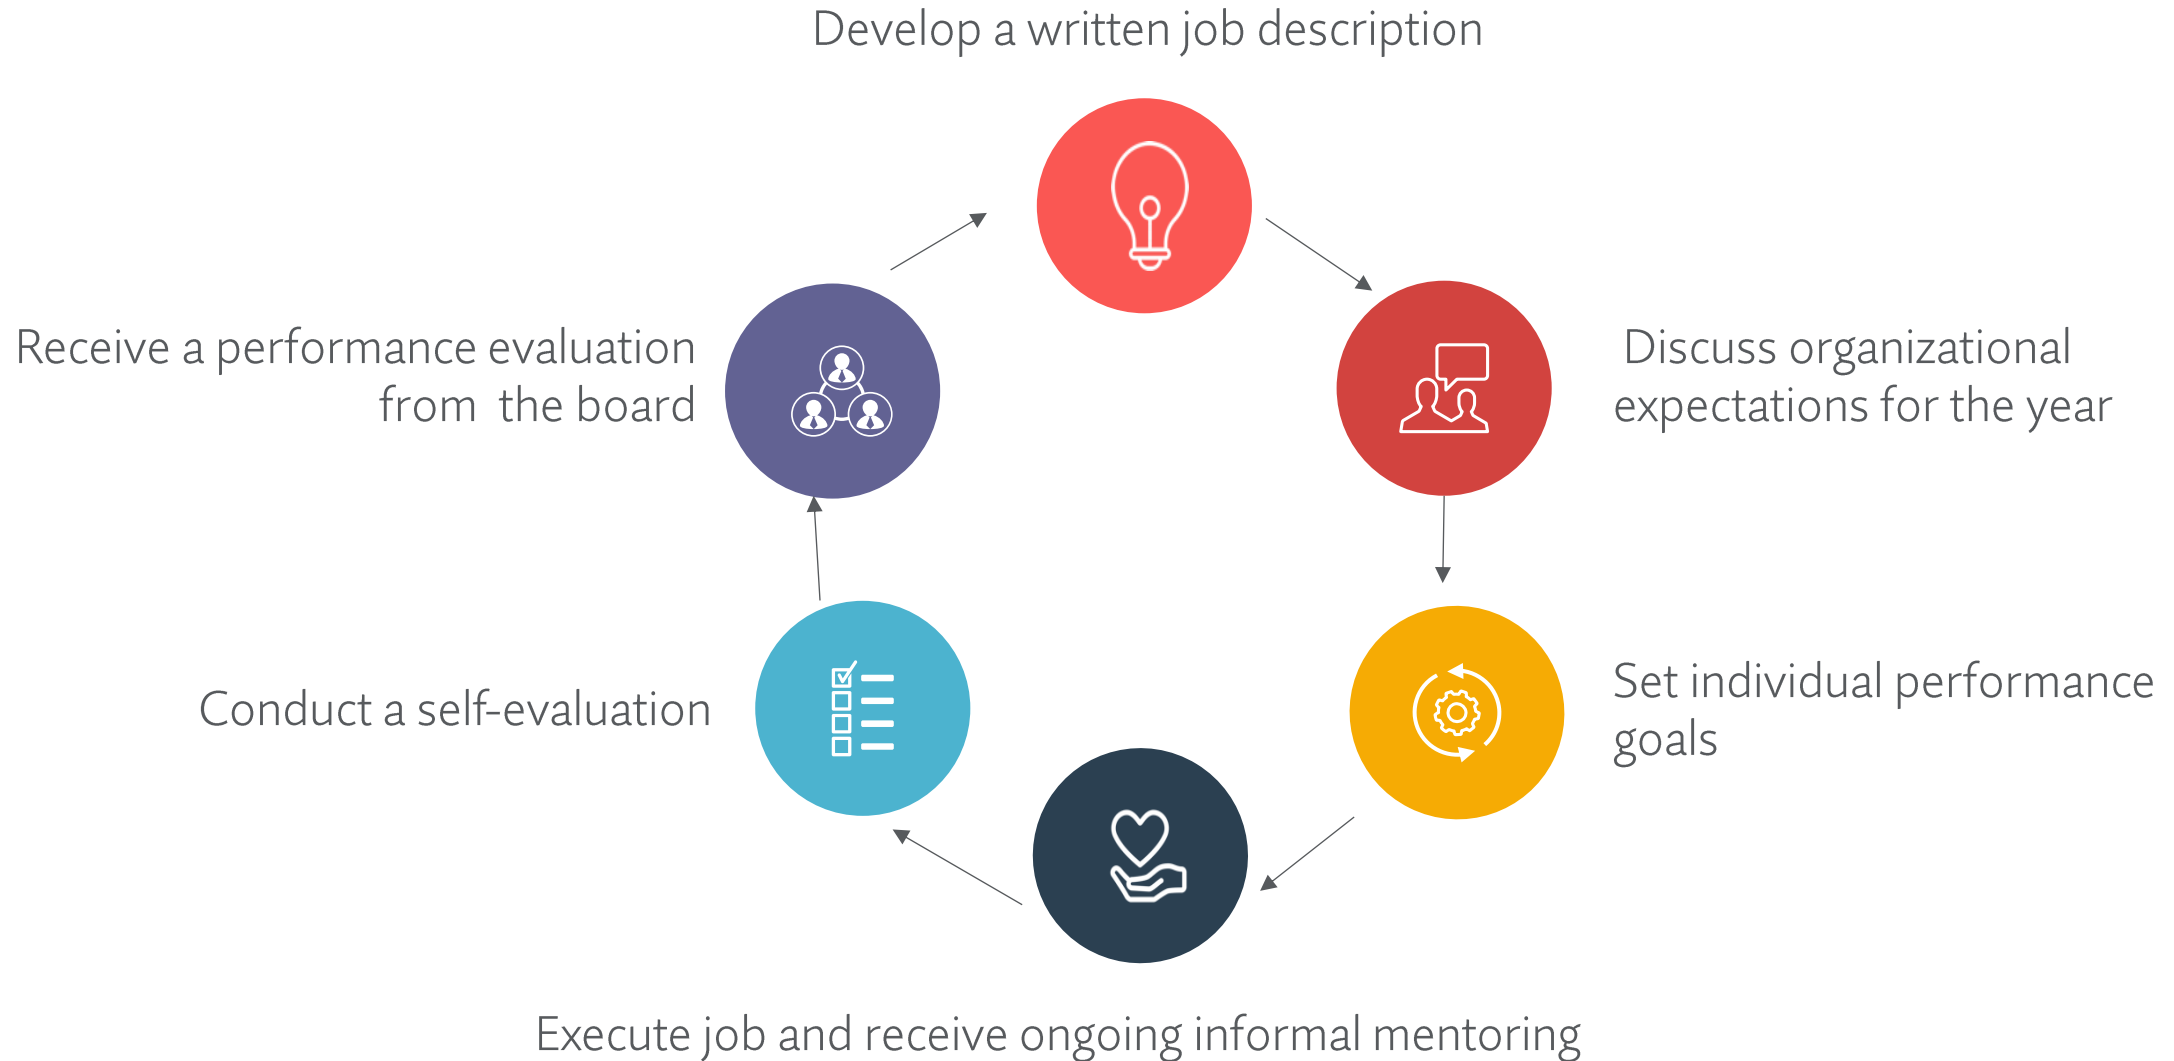 Develop a written job description
Discuss organizational
expectations for the year
Set individual performance
goals
Execute job and receive ongoing informal mentoring
Conduct a self-evaluation
Receive a performance evaluation
from the board